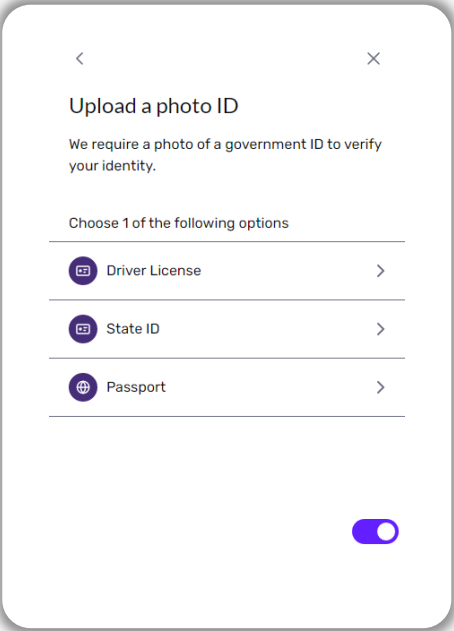 Upload a photo ID
We require a photo of a government ID to verify
your identity.
Choose 1 of the following options
Driver License
State ID
Passport